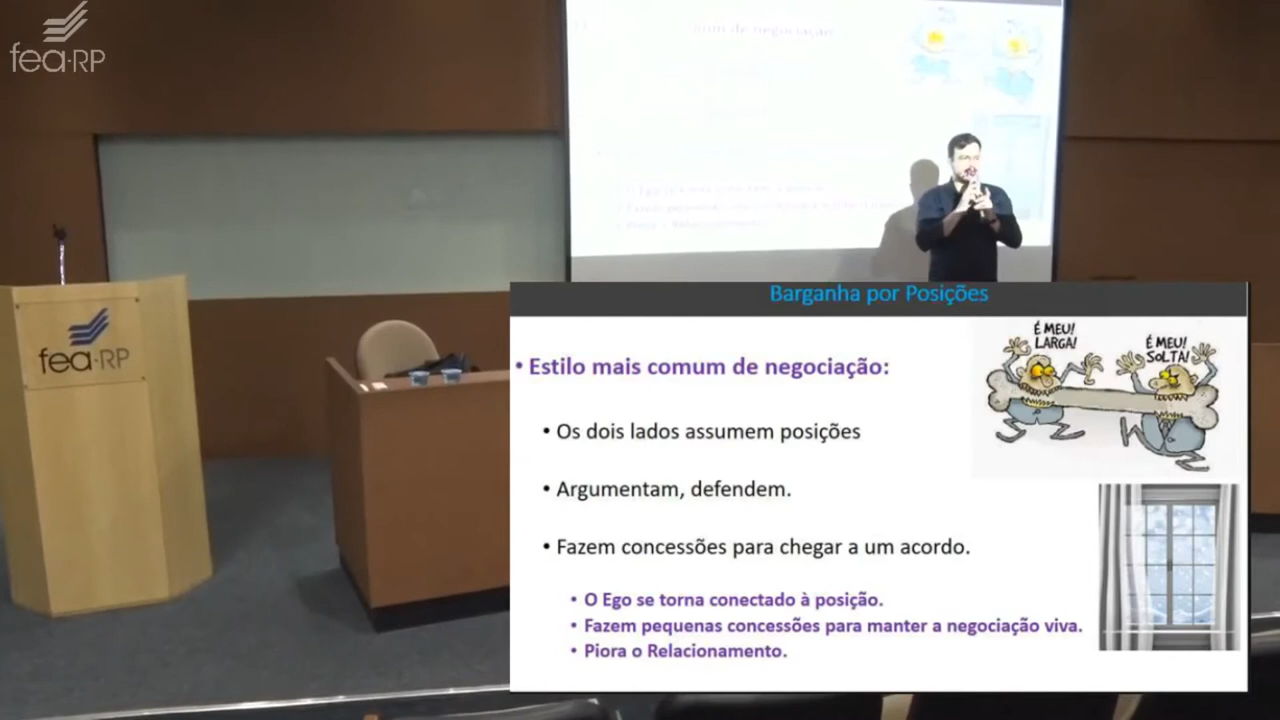 fea-RP
fea-RP
Barganha por Posições
• Estilo mais comum de negociação:
É MEU!
LARGA!
É MEU!
SOLTA!
• Os dois lados assumem posições
• Argumentam, defendem.
• Fazem concessões para chegar a um acordo.
• O Ego se torna conectado à posição.
• Fazem pequenas concessões para manter a negociação viva.
• Piora o Relacionamento.